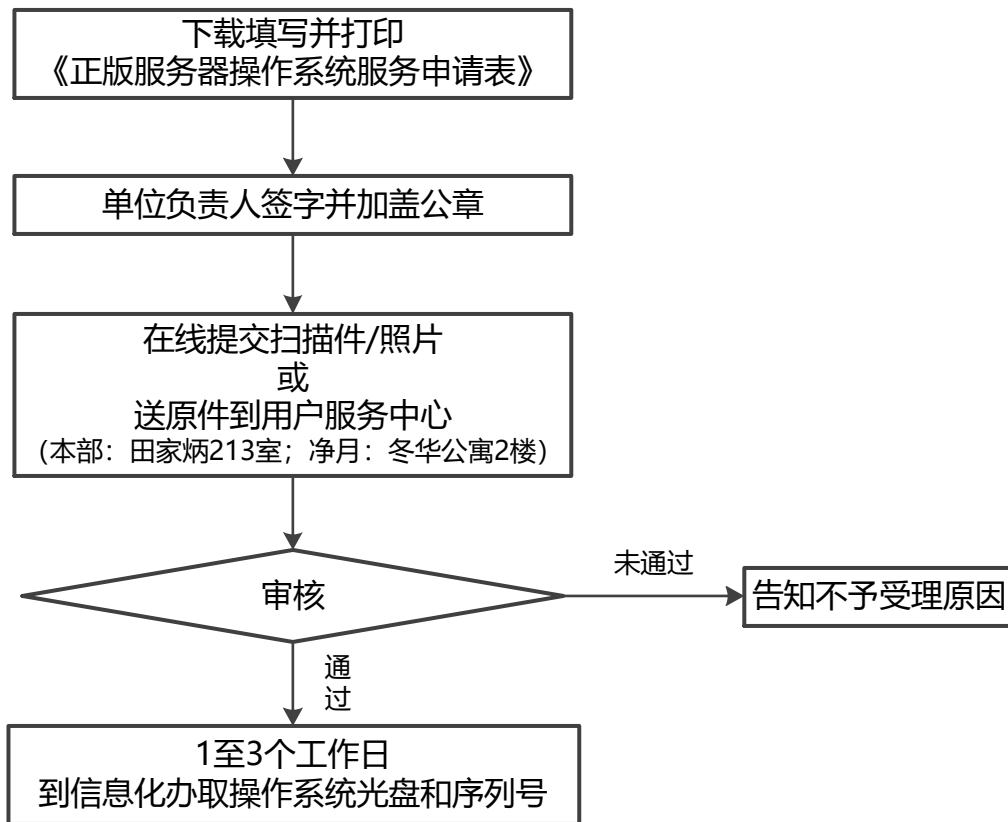 下载填写并打印
《正版服务器操作系统服务申请表》
单位负责人签字并加盖公章
在线提交扫描件/照片
或
送原件到用户服务中心
（本部：田家炳213室；净月：冬华公寓2楼）
审核
未通过
告知不予受理原因
通
过
1至3个工作日
到信息化办取操作系统光盘和序列号